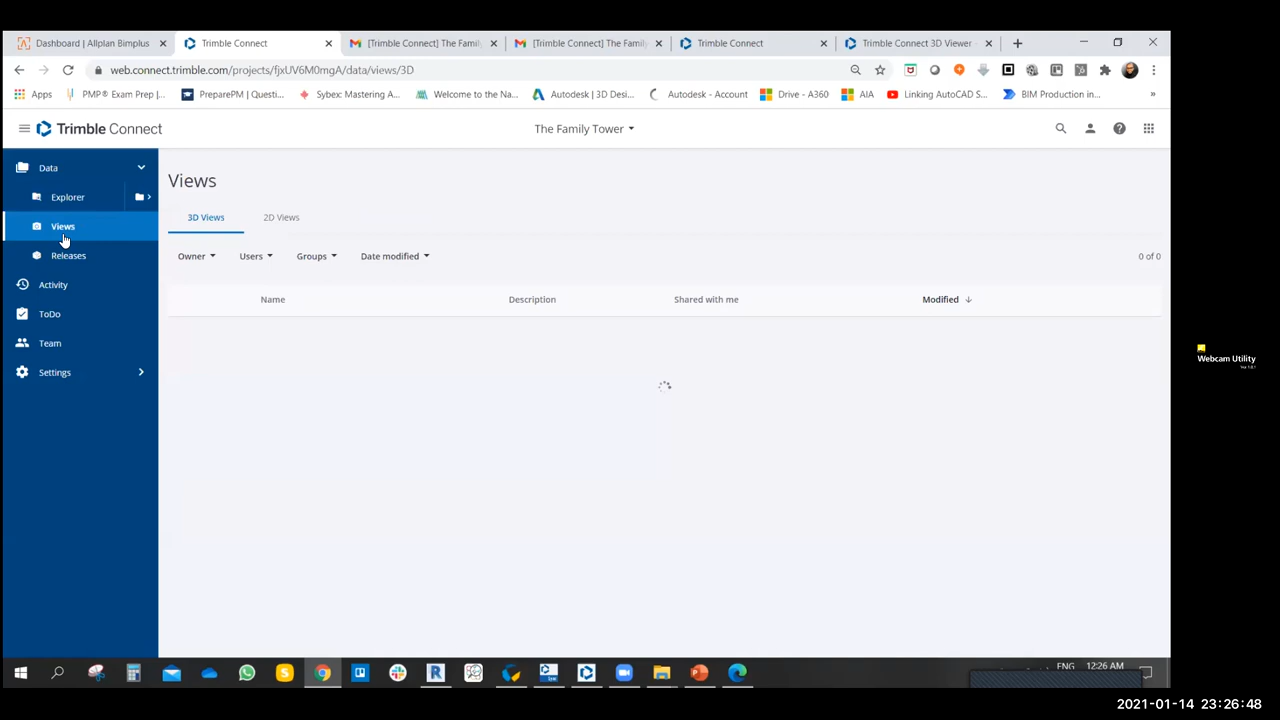 Dashboard | Allplan Bimplus
Trimble Connect
[Trimble Connect] The Famil
[Trimble Connect] The Famil
Trimble Connect
Trimble Connect 3D Viewer
web.connect.trimble.com/projects/fjxUV6M0mgA/data/views/3D
Apps
PMP® Exam Prep |...
PreparePM | Questi...
Sybex: Mastering A...
Welcome to the Na...
Autodesk | 3D Desi...
Autodesk - Account
Drive - A360
AIA
Linking AutoCAD S...
BIM Production in...
»
Trimble Connect
The Family Tower
Data
Explorer
Views
Releases
Activity
ToDo
Team
Settings
Views
3D Views
2D Views
Owner
Users
Groups
Date modified
0 of 0
Name
Description
Shared with me
Modified
Webcam Utility
ENG
12:26 AM
2021-01-14 23:26:48